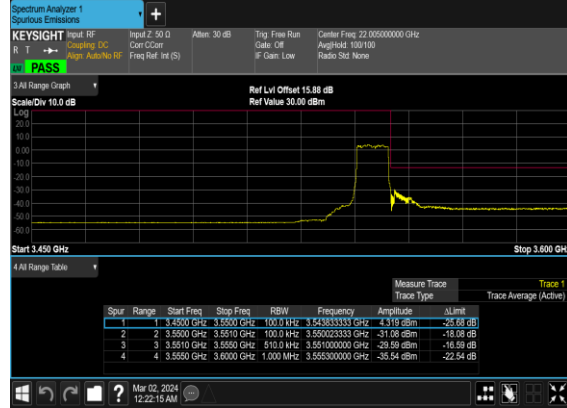 Spectrum Analyzer 1
Spurious Emissions
KEYSIGHT Input: RF Input Z: 50 Ω Atten: 30 dB Trig: Free Run Center Freq: 22.005000000 GHz
R T Coupling: DC Corr CCorr Gate: Off Avg|Hold: 100/100
Align: Auto/No RF Freq Ref: Int (S) IF Gain: Low Radio Std: None
LW PASS
3 All Range Graph
Ref Lvl Offset 15.88 dB
Scale/Div 10.0 dB Ref Value 30.00 dBm
Log
20.0
10.0
0.00
-10.0
-20.0
-30.0
-40.0
-50.0
-60.0
Start 3.450 GHz Stop 3.600 GHz
4 All Range Table
Measure Trace Trace 1
Trace Type Trace Average (Active)
Spur Range Start Freq Stop Freq RBW Frequency Amplitude ΔLimit
1 1 3.4500 GHz 3.5500 GHz 100.0 kHz 3.543833333 GHz 4.319 dBm -25.68 dB
2 2 3.5500 GHz 3.5510 GHz 100.0 kHz 3.550023333 GHz -31.08 dBm -18.08 dB
3 3 3.5510 GHz 3.5550 GHz 510.0 kHz 3.551000000 GHz -29.59 dBm -16.59 dB
4 4 3.5550 GHz 3.6000 GHz 1.000 MHz 3.555300000 GHz -35.54 dBm -22.54 dB
Mar 02, 2024
12:22:15 AM